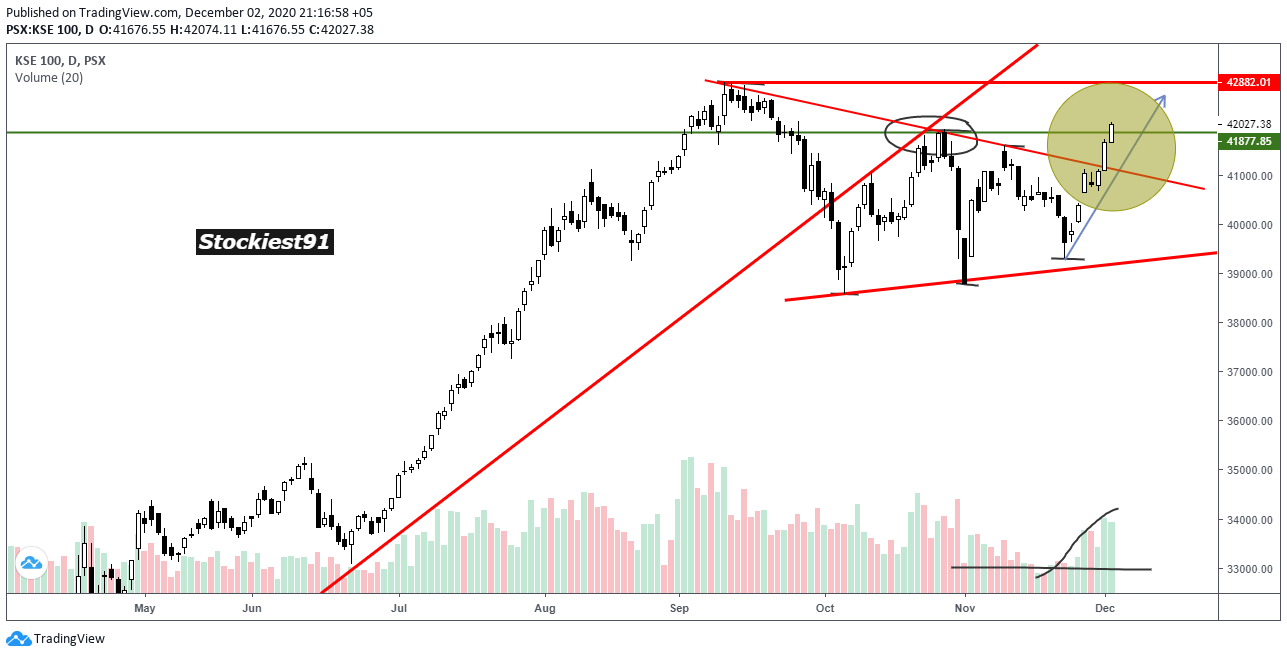 Published on TradingView.com, December 02, 2020 21:16:58 +05
PSX:KSE 100, D O:41676.55 H:42074.11 L:41676.55 C:42027.38
KSE 100, D, PSX
Volume (20)
42882.01
42027.38
41877.85
41000.00
Stockiest91
40000.00
39000.00
38000.00
37000.00
36000.00
35000.00
34000.00
33000.00
May Jun Jul Aug Sep Oct Nov Dec
TradingView